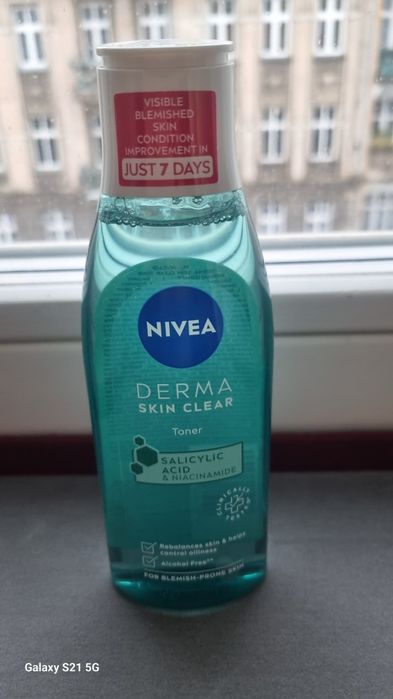 VISIBLE
BLEMISHED
SKIN
CONDITION
IMPROVEMENT IN
JUST 7 DAYS
NIVEA
DERMA
SKIN CLEAR
Toner
SALICYLIC
ACID
& NIACINAMIDE
CLINICALLY
TESTED
Rebalances skin & helps
control oiliness
Alcohol Free**
FOR BLEMISH-PRONE SKIN
Galaxy S21 5G